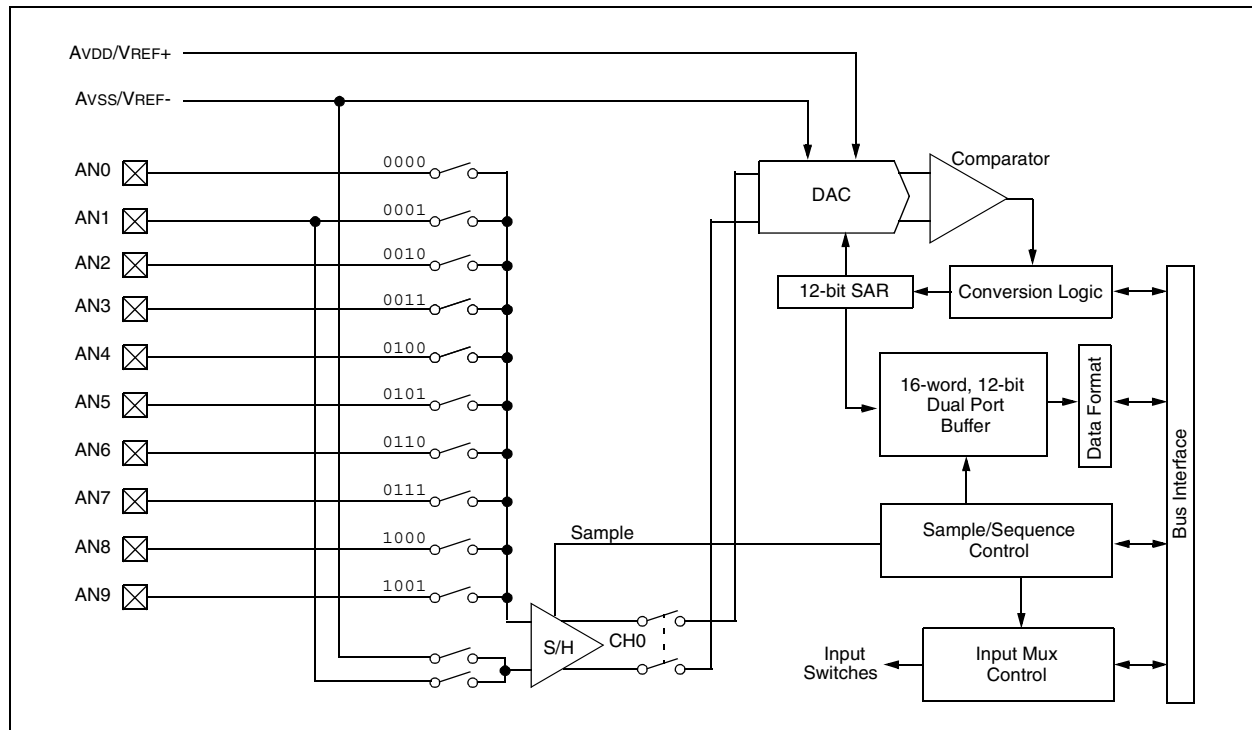 AVDD/VREF+
AVSS/VREF-
AN0
0000
AN1
0001
AN2
0010
AN3
0011
AN4
0100
AN5
0101
AN6
0110
AN7
0111
AN8
1000
AN9
1001
S/H
CH0
Sample
DAC
Comparator
12-bit SAR
Conversion Logic
16-word, 12-bit
Dual Port
Buffer
Data Format
Bus Interface
Sample/Sequence
Control
Input
Switches
Input Mux
Control